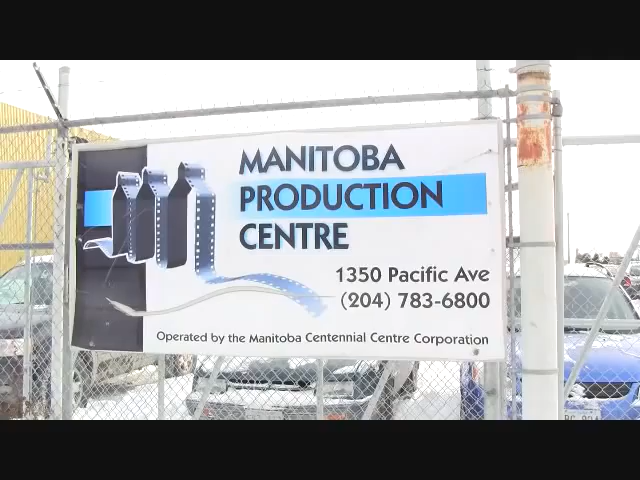 MANITOBA
PRODUCTION
CENTRE
1350 Pacific Ave
(204) 783-6800
Operated by the Manitoba Centennial Centre Corporation